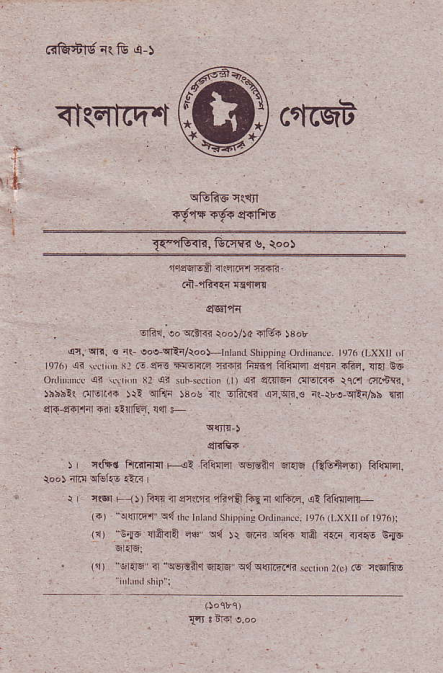 রেজিস্টার্ড নং ডি এ-১
বাংলাদেশ গেজেট
গণপ্রজাতন্ত্রী বাংলাদেশ
সরকার
অতিরিক্ত সংখ্যা
কর্তৃপক্ষ কর্তৃক প্রকাশিত
বৃহস্পতিবার, ডিসেম্বর ৬, ২০০১
গণপ্রজাতন্ত্রী বাংলাদেশ সরকার
নৌ-পরিবহন মন্ত্রণালয়
প্রজ্ঞাপন
তারিখ, ৩০ অক্টোবর ২০০১/১৫ কার্তিক ১৪০৮
এস, আর, ও নং- ৩০৩-আইন/২০০১—Inland Shipping Ordinance, 1976 (LXXII of
1976) এর section 82 তে প্রদত্ত ক্ষমতাবলে সরকার নিম্নরূপ বিধিমালা প্রণয়ন করিল, যাহা উক্ত
Ordinance এর section 82 এর sub-section (1) এর প্রয়োজন মোতাবেক ২৭শে সেপ্টেম্বর,
১৯৯৯ইং মোতাবেক ১২ই আশ্বিন ১৪০৬ বাং তারিখের এস,আর,ও নং-২৮৩-আইন/৯৯ দ্বারা
প্রাক-প্রকাশনা করা হইয়াছিল, যথা ঃ—
অধ্যায়-১
প্রারম্ভিক
১। সংক্ষিপ্ত শিরোনামা।—এই বিধিমালা অভ্যন্তরীণ জাহাজ (স্থিতিশীলতা) বিধিমালা,
২০০১ নামে অভিহিত হইবে।
২। সংজ্ঞা।—(১) বিষয় বা প্রসংগের পরিপন্থী কিছু না থাকিলে, এই বিধিমালায়—
(ক) "অধ্যাদেশ" অর্থ the Inland Shipping Ordinance, 1976 (LXXII of 1976);
(খ) "উন্মুক্ত যাত্রীবাহী লঞ্চ" অর্থ ১২ জনের অধিক যাত্রী বহনে ব্যবহৃত উন্মুক্ত
জাহাজ;
(গ) "জাহাজ" বা "অভ্যন্তরীণ জাহাজ" অর্থ অধ্যাদেশের section 2(e) তে সংজ্ঞায়িত
"inland ship";
(১০৭৮৭)
মূল্য ঃ টাকা ৩.০০